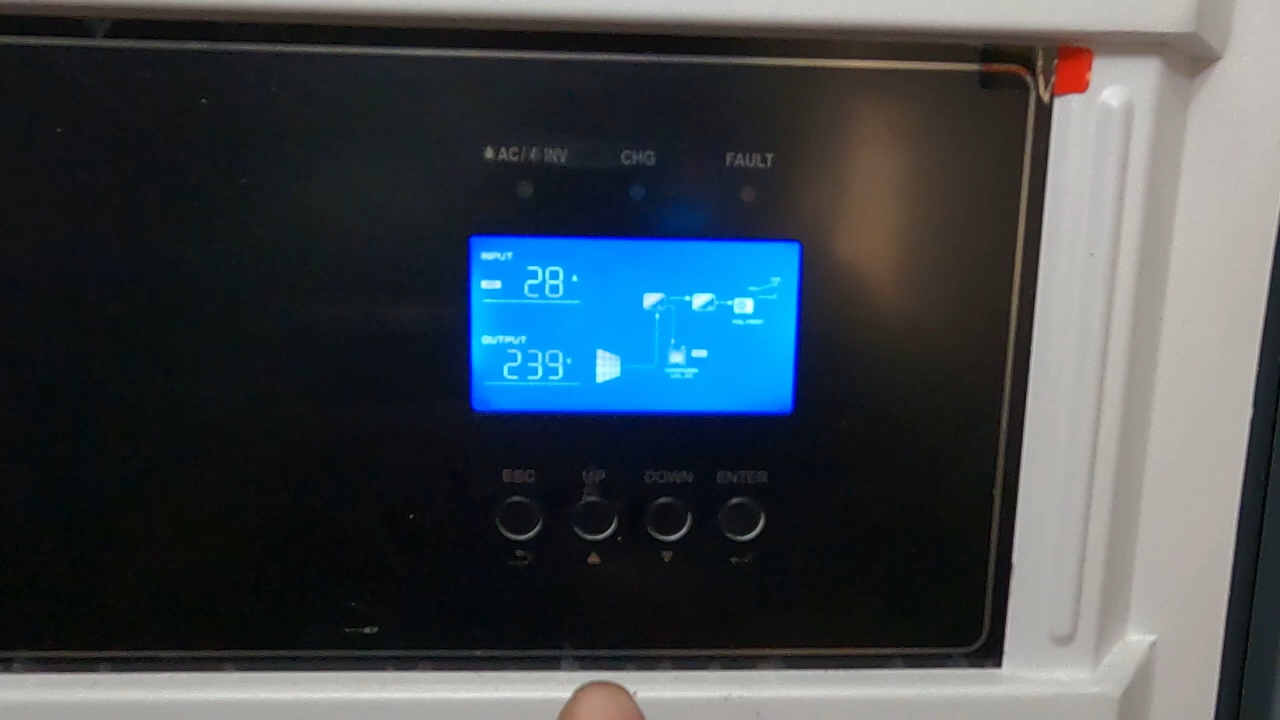 AC/ INV CHG FAULT
INPUT
28 A
OUTPUT
239 V
ESC UP DOWN ENTER